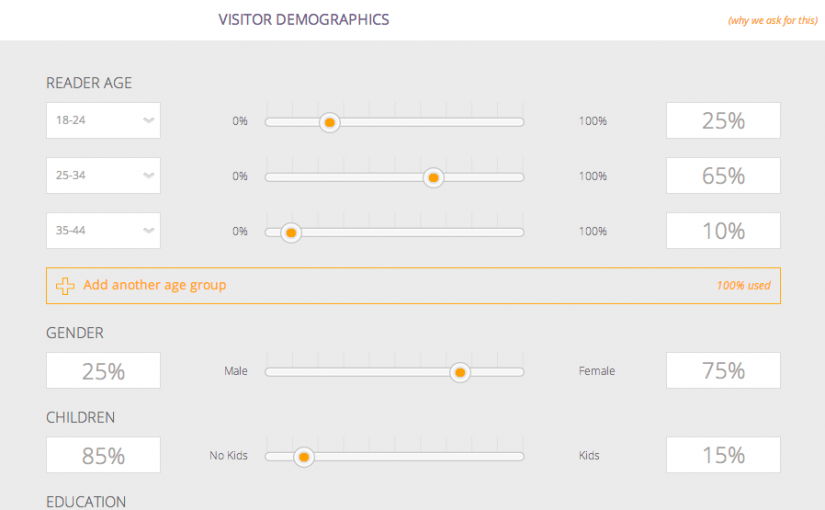 VISITOR DEMOGRAPHICS (why we ask for this)
READER AGE
18-24 0% 100% 25%
25-34 0% 100% 65%
35-44 0% 100% 10%
Add another age group 100% used
GENDER
25% Male Female 75%
CHILDREN
85% No Kids Kids 15%
EDUCATION